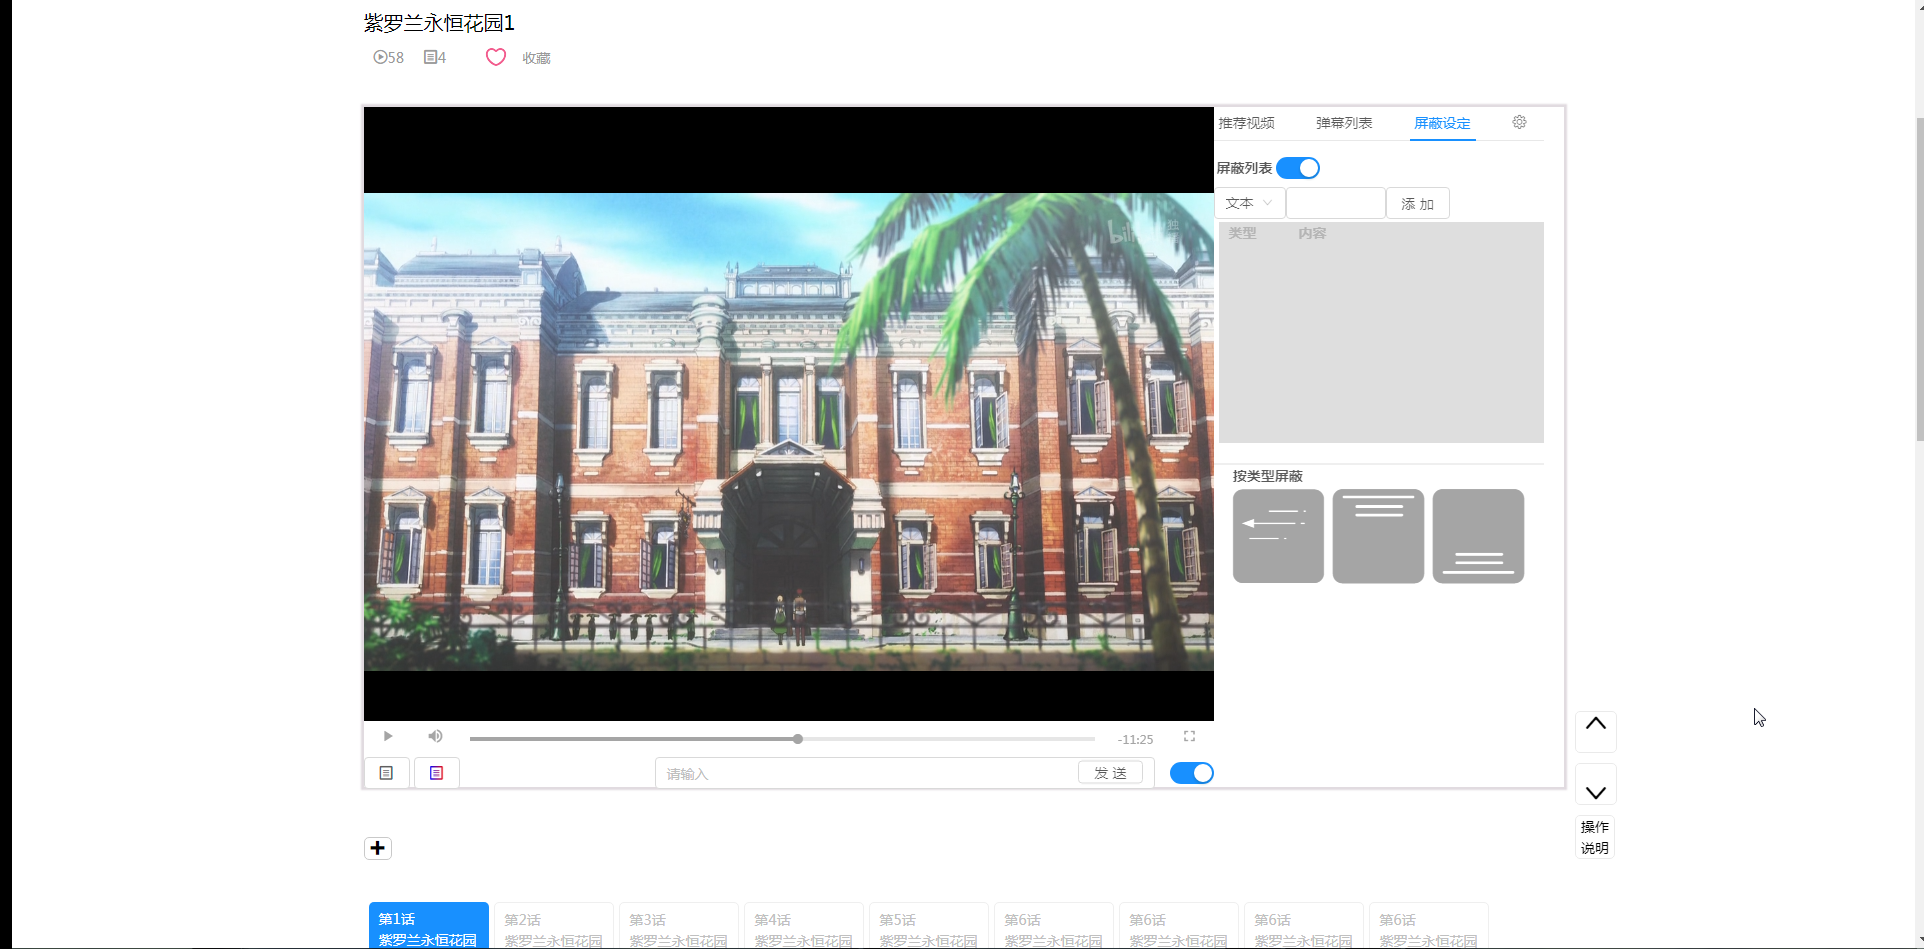 紫罗兰永恒花园1
58 4 收藏
推荐视频 弹幕列表 屏蔽设定
屏蔽列表
文本 添 加
类型 内容
按类型屏蔽
-11:25
请输入 发 送
操作
说明
第1话 第2话 第3话 第4话 第5话 第6话 第6话 第6话 第6话
紫罗兰永恒花园 紫罗兰永恒花园 紫罗兰永恒花园 紫罗兰永恒花园 紫罗兰永恒花园 紫罗兰永恒花园 紫罗兰永恒花园 紫罗兰永恒花园 紫罗兰永恒花园